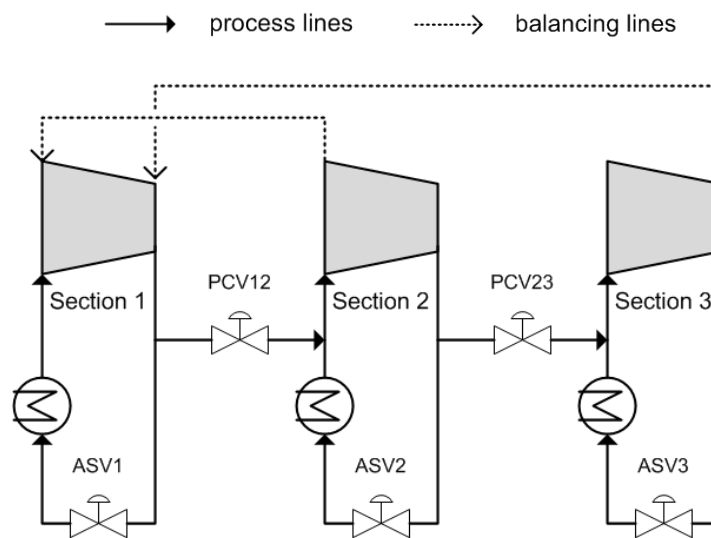 process lines
balancing lines
PCV12
PCV23
Section 1
Section 2
Section 3
ASV1
ASV2
ASV3